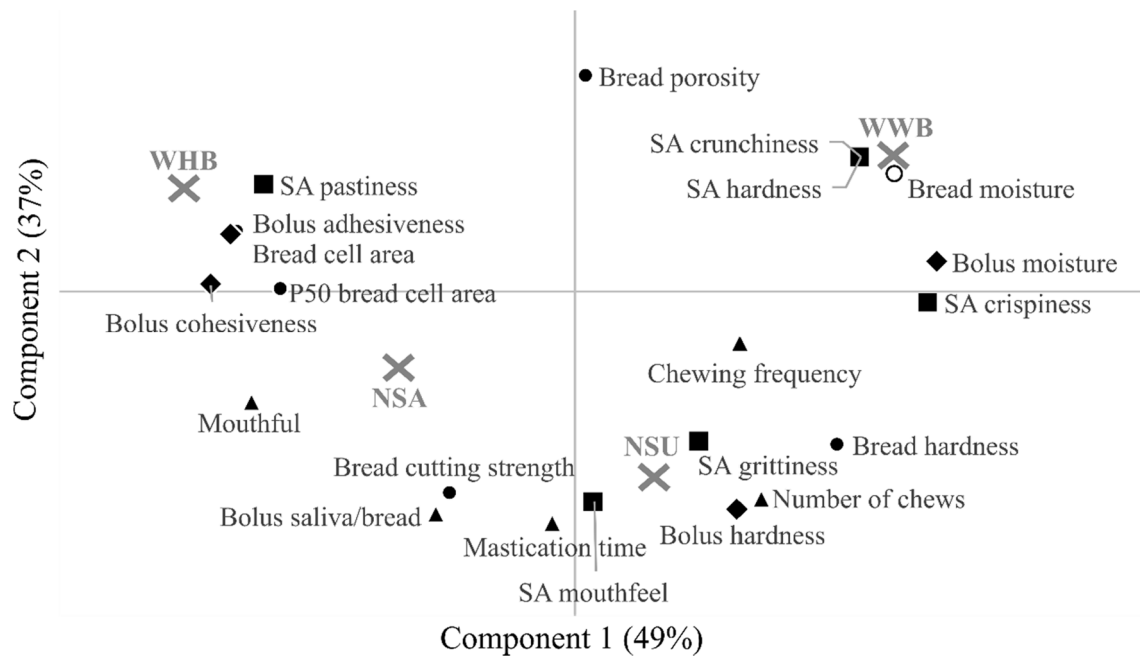 Bread porosity
WWB
SA crunchiness
WHB
SA pastiness
SA hardness
Bread moisture
Bolus adhesiveness
Bread cell area
Bolus moisture
P50 bread cell area
SA crispiness
Bolus cohesiveness
Chewing frequency
NSA
Mouthful
NSU
Bread hardness
SA grittiness
Bread cutting strength
Number of chews
Bolus saliva/bread
Bolus hardness
Mastication time
SA mouthfeel
Component 2 (37%)
Component 1 (49%)